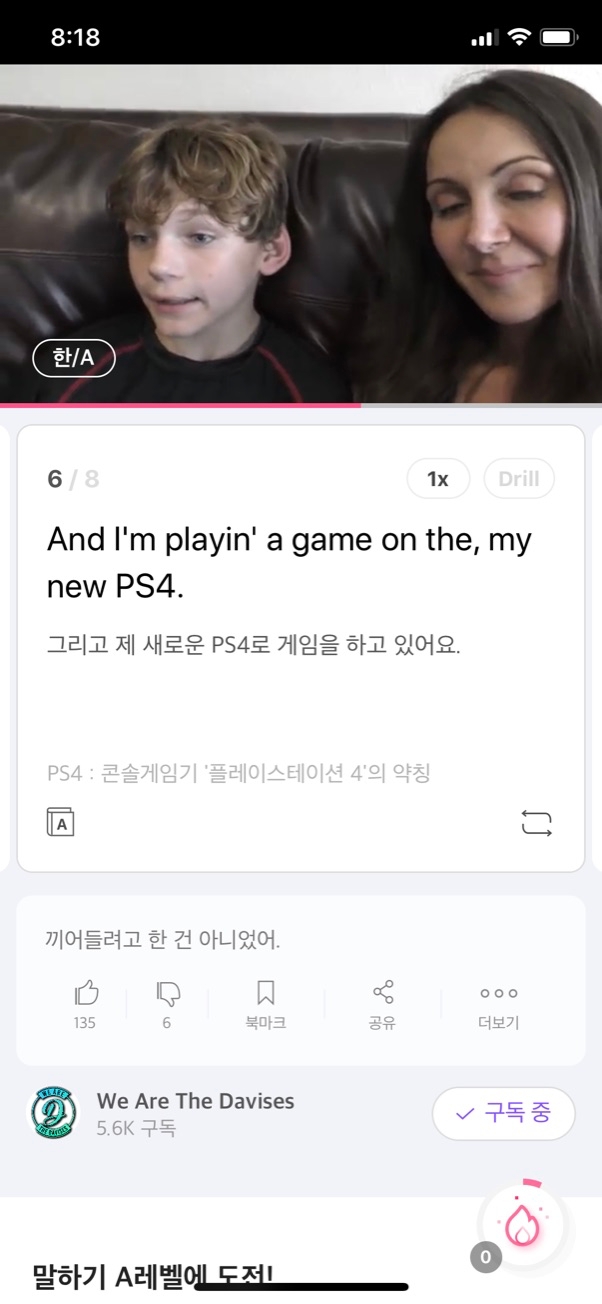 8:18
한/A
6 / 8
1x
Drill
And I'm playin' a game on the, my
new PS4.
그리고 제 새로운 PS4로 게임을 하고 있어요.
PS4 : 콘솔게임기 '플레이스테이션 4'의 약칭
A
끼어들려고 한 건 아니었어.
135
6
북마크
공유
더보기
WE ARE
D
THE DAVISES
We Are The Davises
5.6K 구독
구독 중
0
말하기 A레벨에 도전!